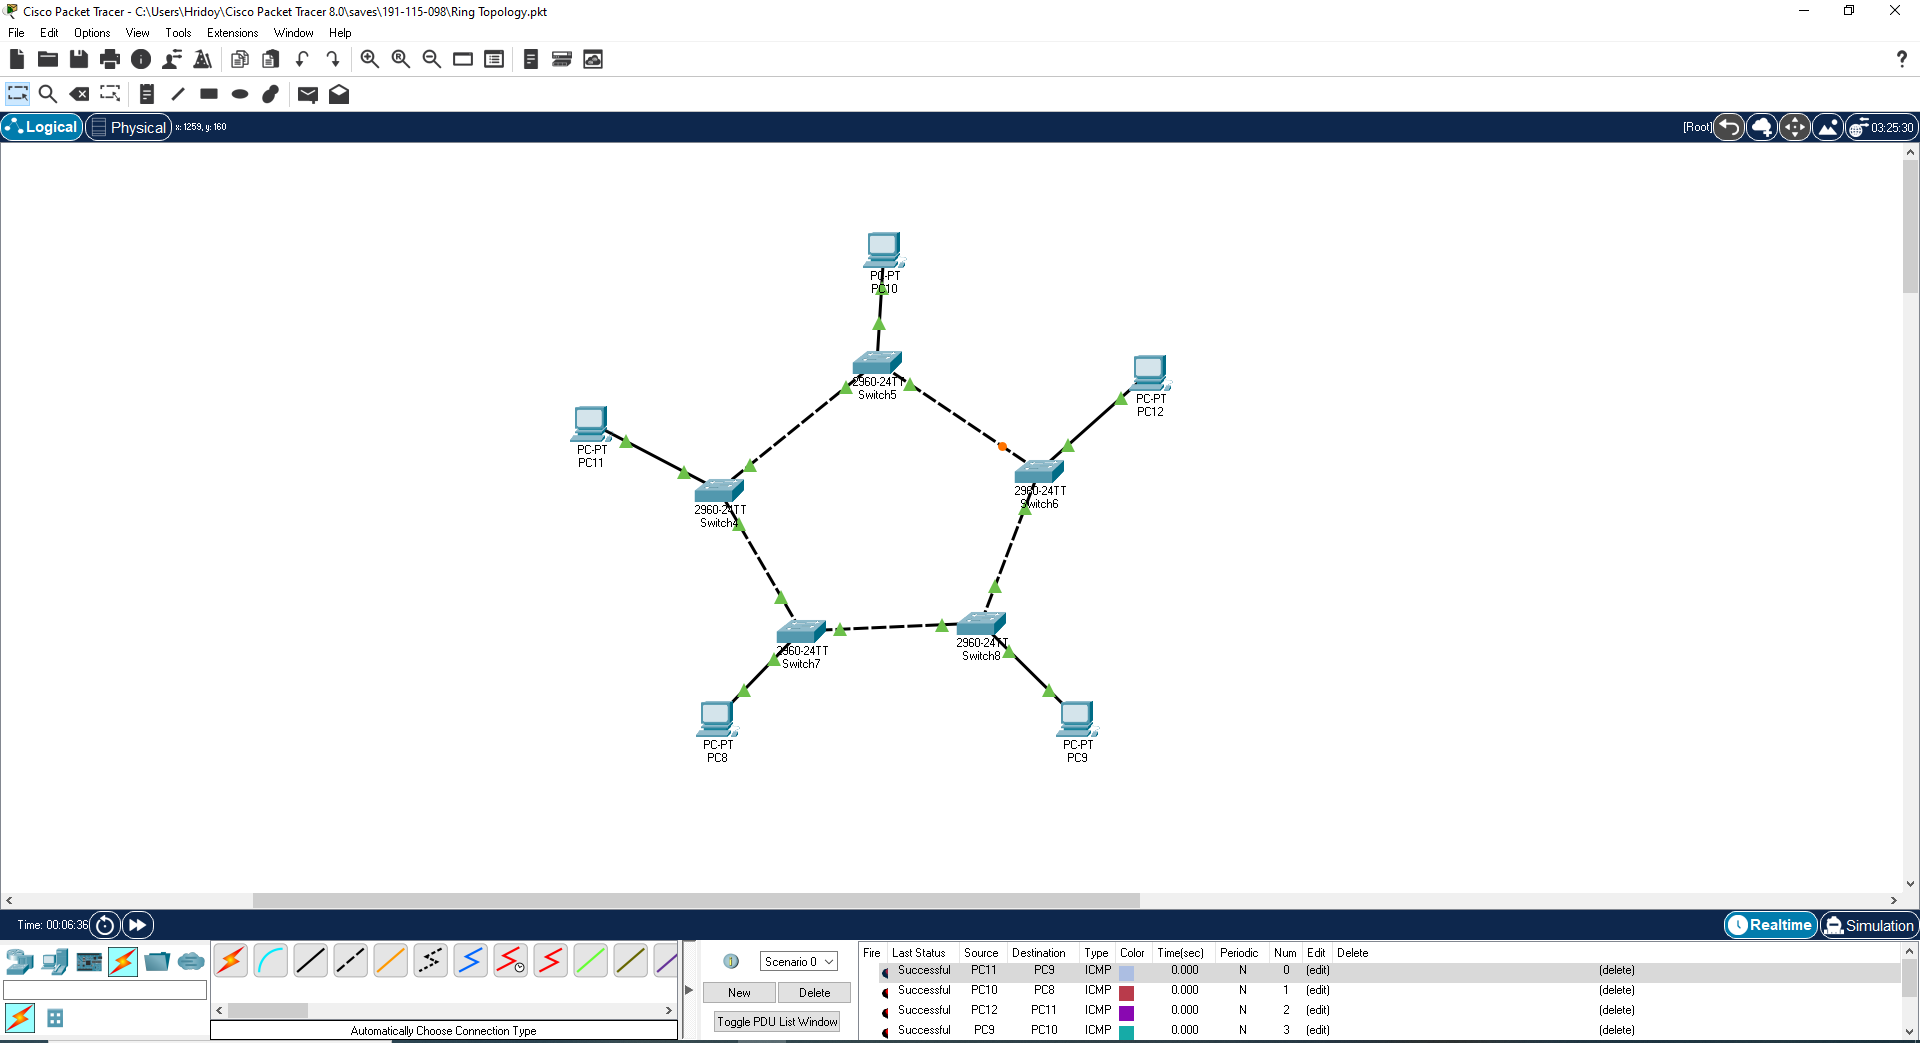 Cisco Packet Tracer - C:\Users\Hridoy\Cisco Packet Tracer 8.0\saves\191-115-098\Ring Topology.pkt
File Edit Options View Tools Extensions Window Help
?
Logical Physical x: 1259, y: 160 [Root] 03:25:30
PC-PT
PC10
2960-24TT
Switch5
PC-PT
PC12
PC-PT
PC11
2960-24TT
Switch6
2960-24TT
Switch4
2960-24TT
Switch8
2960-24TT
Switch7
PC-PT
PC8
PC-PT
PC9
Time: 00:06:36 Realtime Simulation
Scenario 0
New Delete
Toggle PDU List Window
Automatically Choose Connection Type
Fire Last Status Source Destination Type Color Time(sec) Periodic Num Edit Delete
Successful PC11 PC9 ICMP 0.000 N 0 (edit) (delete)
Successful PC10 PC8 ICMP 0.000 N 1 (edit) (delete)
Successful PC12 PC11 ICMP 0.000 N 2 (edit) (delete)
Successful PC9 PC10 ICMP 0.000 N 3 (edit) (delete)